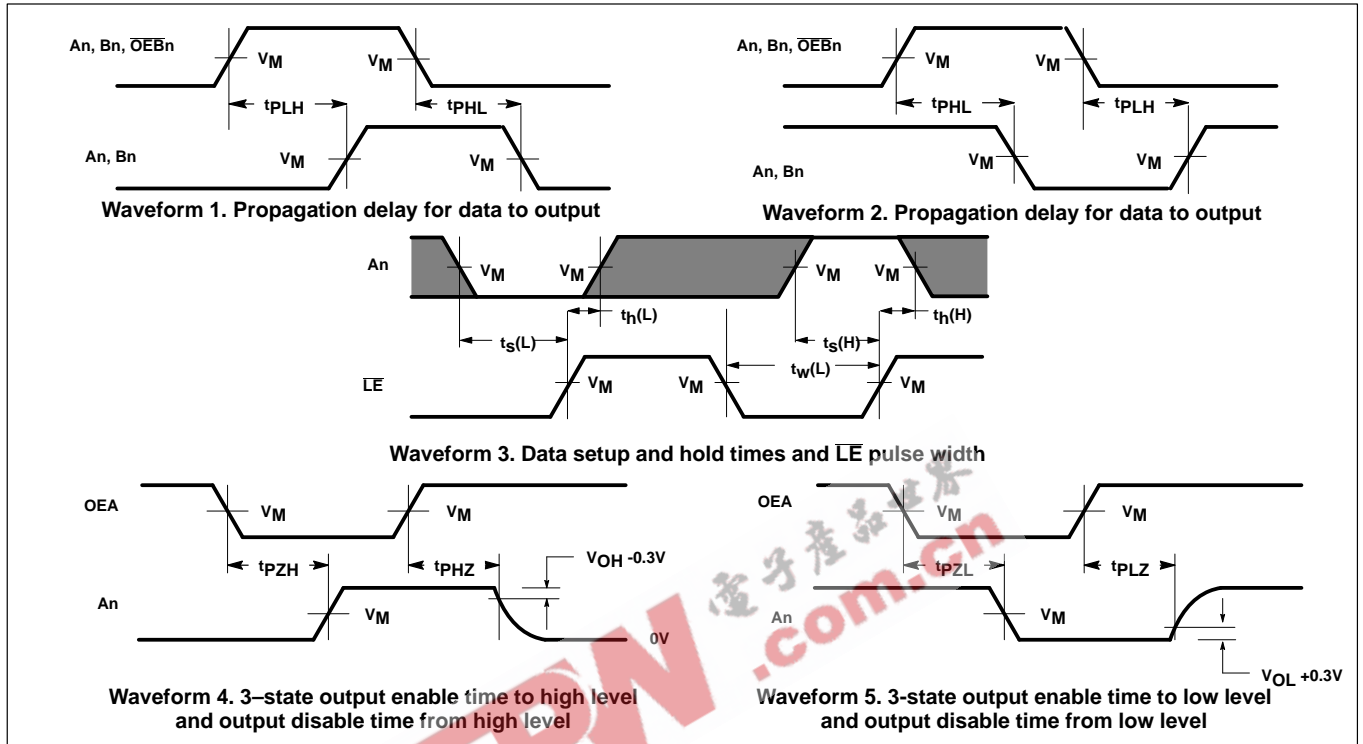 An, Bn, OEBn
VM
VM
tPLH
tPHL
An, Bn
VM
VM
Waveform 1. Propagation delay for data to output
An, Bn, OEBn
VM
VM
tPHL
tPLH
VM
VM
An, Bn
Waveform 2. Propagation delay for data to output
An
VM
VM
VM
VM
th(L)
th(H)
ts(L)
ts(H)
tw(L)
LE
VM
VM
VM
Waveform 3. Data setup and hold times and LE pulse width
OEA
VM
VM
tPZH
tPHZ
VOH -0.3V
An
VM
0V
Waveform 4. 3–state output enable time to high level
and output disable time from high level
OEA
VM
VM
tPZL
tPLZ
An
VM
VOL +0.3V
Waveform 5. 3-state output enable time to low level
and output disable time from low level
電子產品世界
.com.cn